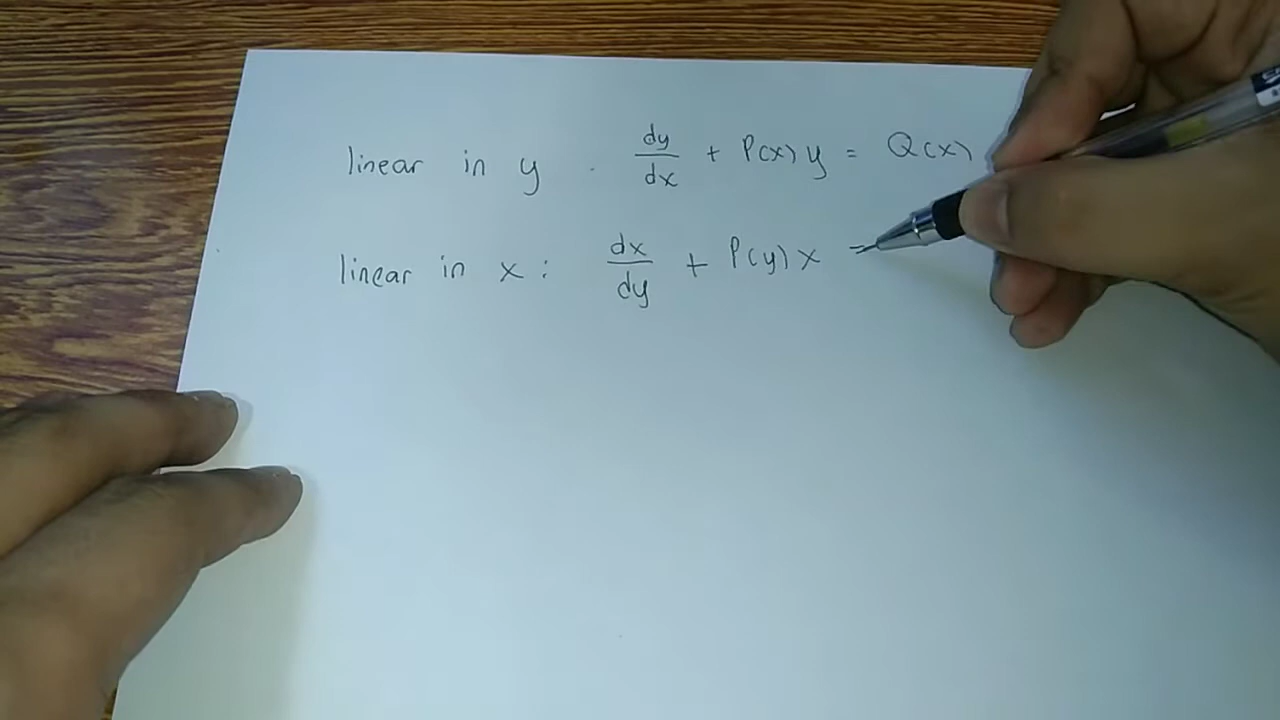 linear in y . dy/dx + P(x) y = Q(x)
linear in x : dx/dy + P(y) x =